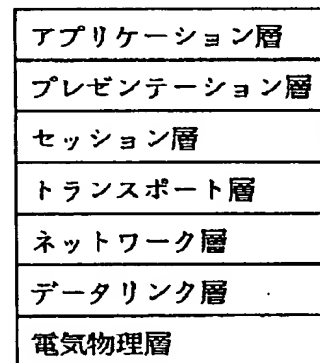 アプリケーション層
プレゼンテーション層
セッション層
トランスポート層
ネットワーク層
データリンク層
電気物理層